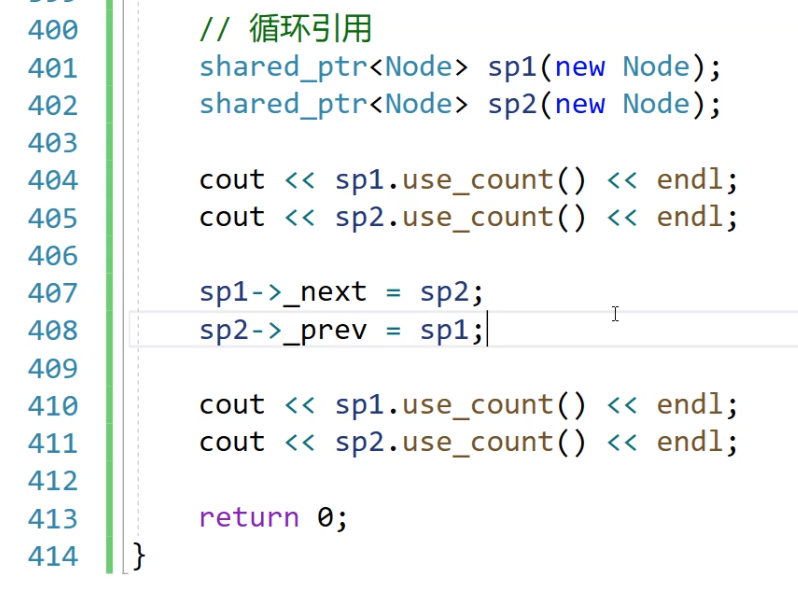 400 // 循环引用
401 shared_ptr<Node> sp1(new Node);
402 shared_ptr<Node> sp2(new Node);
403
404 cout << sp1.use_count() << endl;
405 cout << sp2.use_count() << endl;
406
407 sp1->_next = sp2;
408 sp2->_prev = sp1;
409
410 cout << sp1.use_count() << endl;
411 cout << sp2.use_count() << endl;
412
413 return 0;
414 }